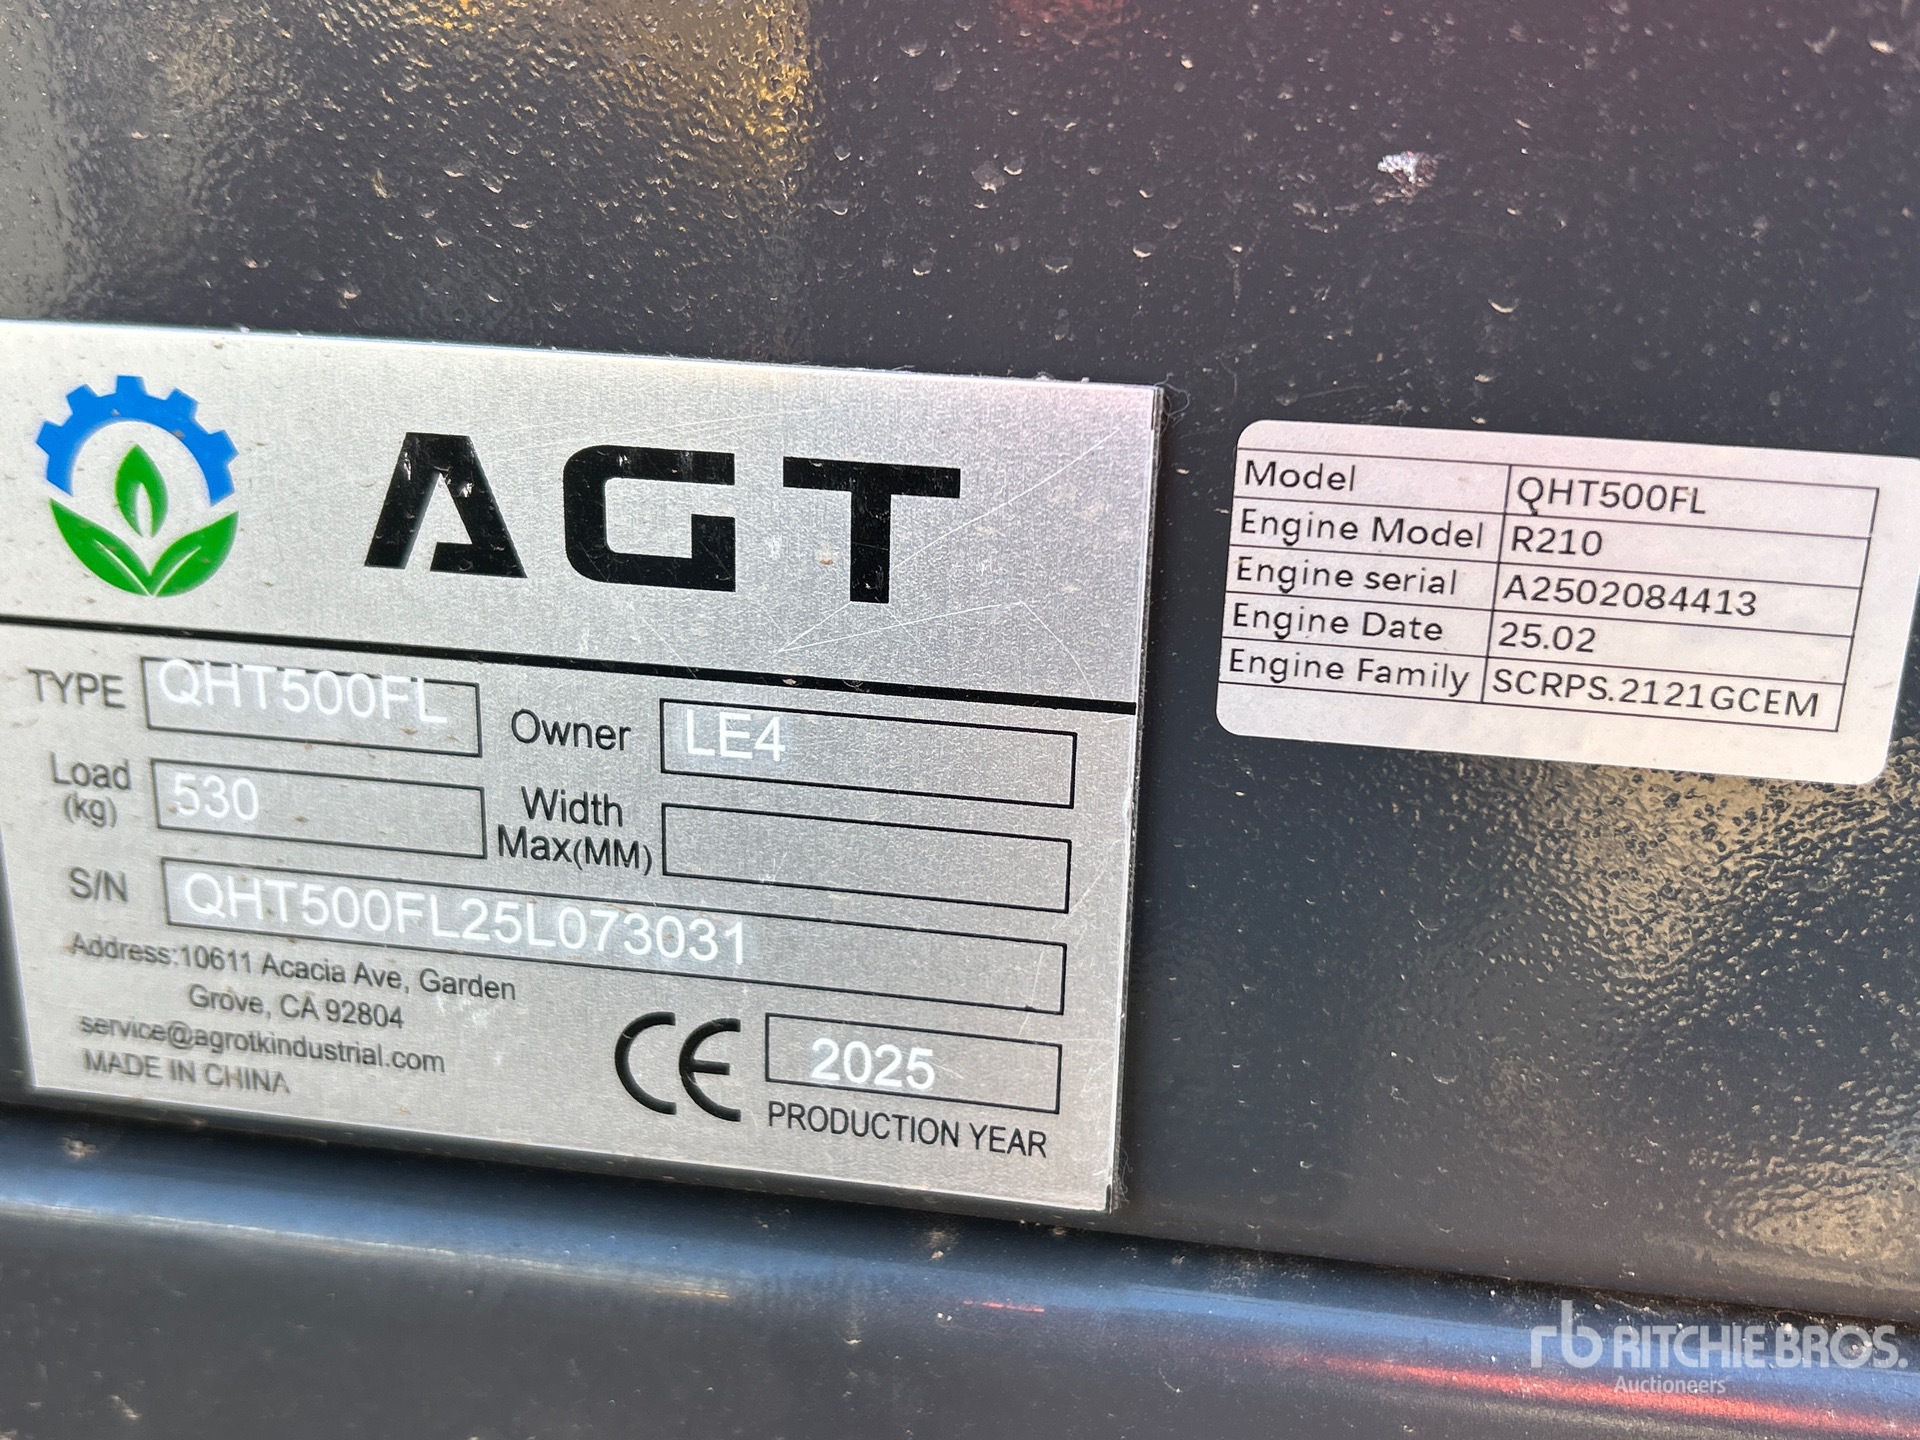 AGT
TYPE QHT500FL Owner LE4
Load (kg) 530 Width Max(MM)
S/N QHT500FL25L073031
Address:10611 Acacia Ave, Garden
Grove, CA 92804
service@agrotkindustrial.com
MADE IN CHINA
CE 2025
PRODUCTION YEAR
Model QHT500FL
Engine Model R210
Engine serial A2502084413
Engine Date 25.02
Engine Family SCRPS.2121GCEM
rb RITCHIE BROS.
Auctioneers